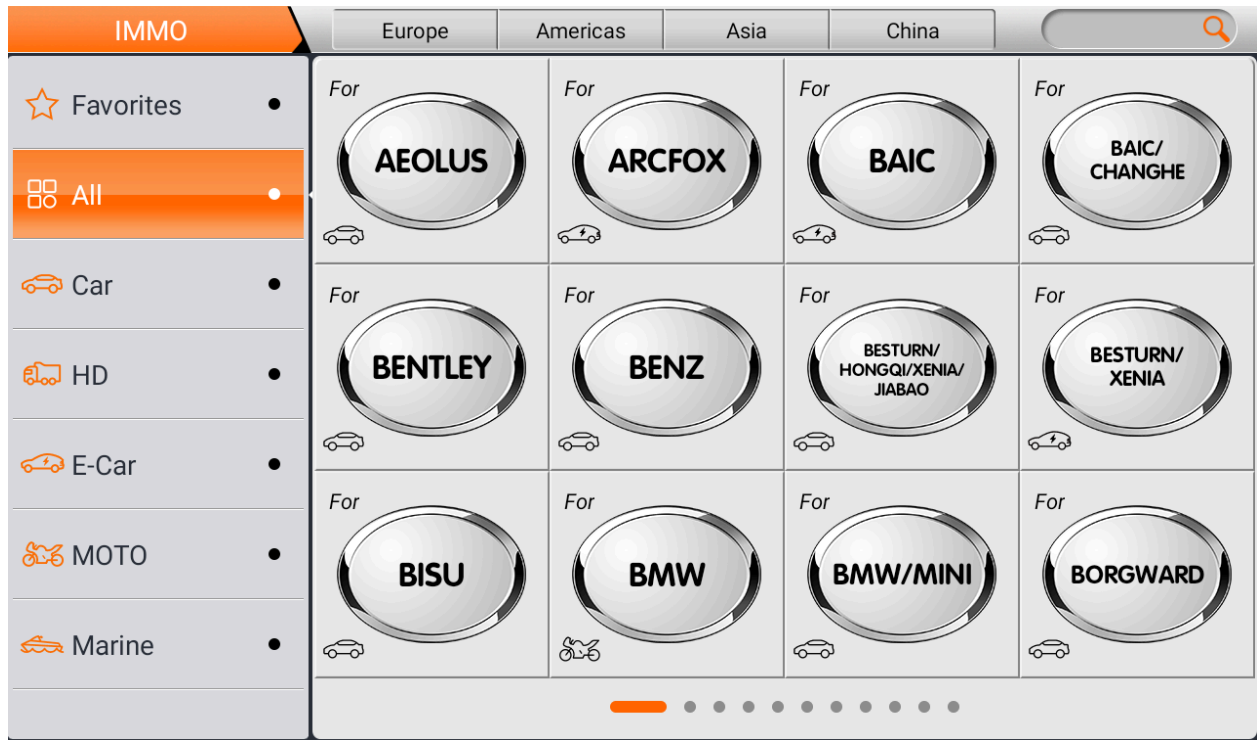 IMMO
Europe
Americas
Asia
China
Favorites
All
Car
HD
E-Car
MOTO
Marine
For
AEOLUS
For
ARCFOX
For
BAIC
For
BAIC/
CHANGHE
For
BENTLEY
For
BENZ
For
BESTURN/
HONGQI/XENIA/
JIABAO
For
BESTURN/
XENIA
For
BISU
For
BMW
For
BMW/MINI
For
BORGWARD